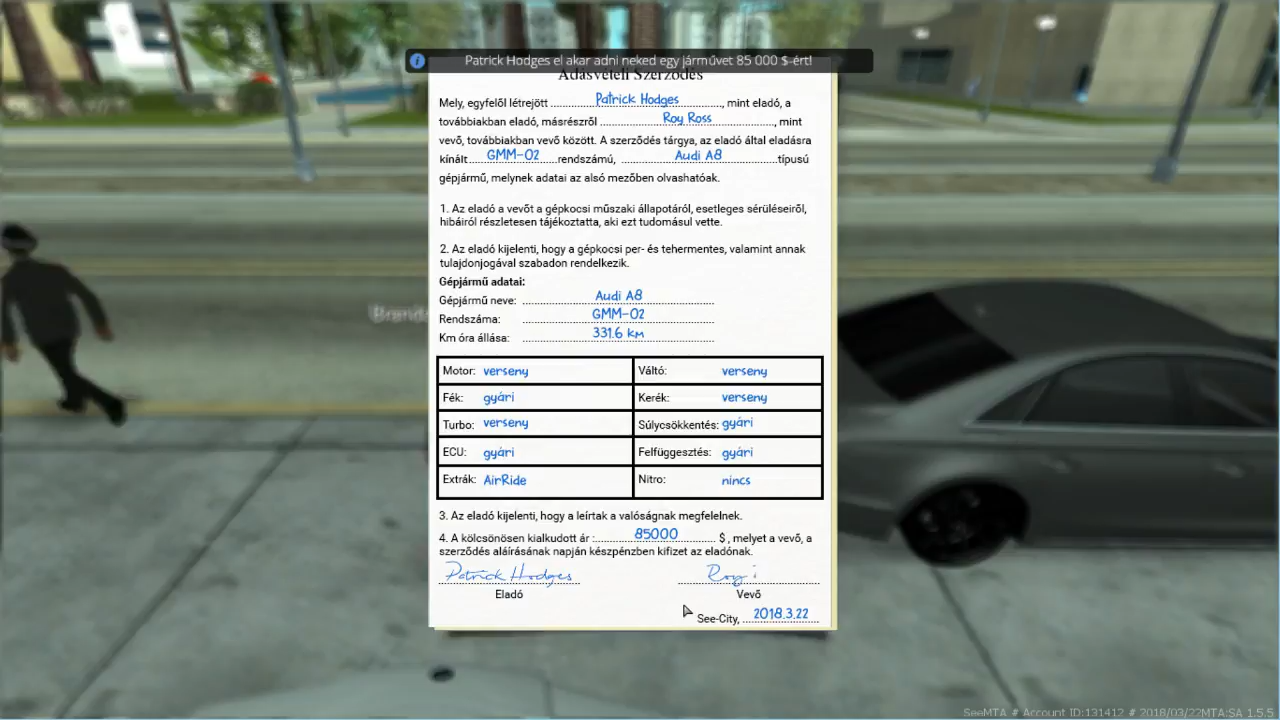 Patrick Hodges el akar adni neked egy járművet 85 000 $-ért!
Adásvételi Szerződés
Mely, egyfelől létrejött Patrick Hodges, mint eladó, a
továbbiakban eladó, másrészről Roy Ross, mint
vevő, továbbiakban vevő között. A szerződés tárgya, az eladó által eladásra
kínált GMM-02 rendszámú, Audi A8 típusú
gépjármű, melynek adatai az alsó mezőben olvashatóak.
1. Az eladó a vevőt a gépkocsi műszaki állapotáról, esetleges sérüléseiről,
hibáiról részletesen tájékoztatta, aki ezt tudomásul vette.
2. Az eladó kijelenti, hogy a gépkocsi per- és tehermentes, valamint annak
tulajdonjogával szabadon rendelkezik.
Gépjármű adatai:
Gépjármű neve: Audi A8
Rendszáma: GMM-02
Km óra állása: 331.6 km
Motor: verseny Váltó: verseny
Fék: gyári Kerék: verseny
Turbo: verseny Súlycsökkentés: gyári
ECU: gyári Felfüggesztés: gyári
Extrák: AirRide Nitro: nincs
3. Az eladó kijelenti, hogy a leírtak a valóságnak megfelelnek.
4. A kölcsönösen kialkudott ár : 85000 $, melyet a vevő, a
szerződés aláírásának napján készpénzben kifizet az eladónak.
Patrick Hodges Roy
Eladó Vevő
See-City, 2018.3.22
SeeMTA # Account ID:131412 # 2018/03/22MTA:SA 1.5.5